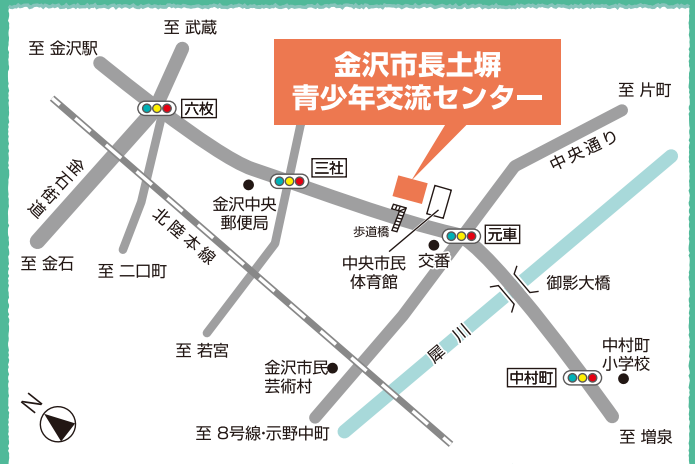 至 武蔵
至 金沢駅
金沢市長土塀
青少年交流センター
至 片町
六枚
中央通り
三社
金石街道
金沢中央
郵便局
北陸本線
歩道橋
元車
交番
中央市民
体育館
至 金石
至 二口町
御影大橋
犀川
至 若宮
金沢市民
芸術村
中村町
小学校
中村町
至 8号線・示野中町
至 増泉
N